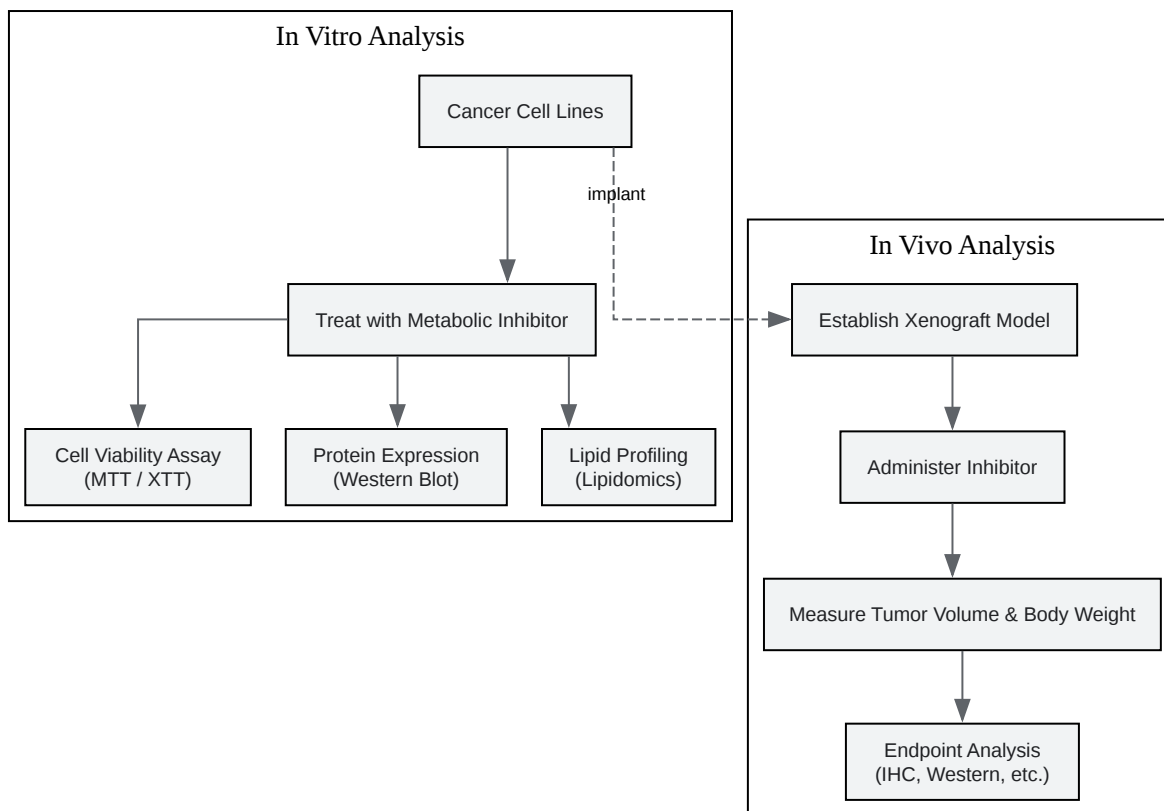 In Vitro Analysis
Cancer Cell Lines
implant
Treat with Metabolic Inhibitor
Cell Viability Assay
(MTT / XTT)
Protein Expression
(Western Blot)
Lipid Profiling
(Lipidomics)
In Vivo Analysis
Establish Xenograft Model
Administer Inhibitor
Measure Tumor Volume & Body Weight
Endpoint Analysis
(IHC, Western, etc.)